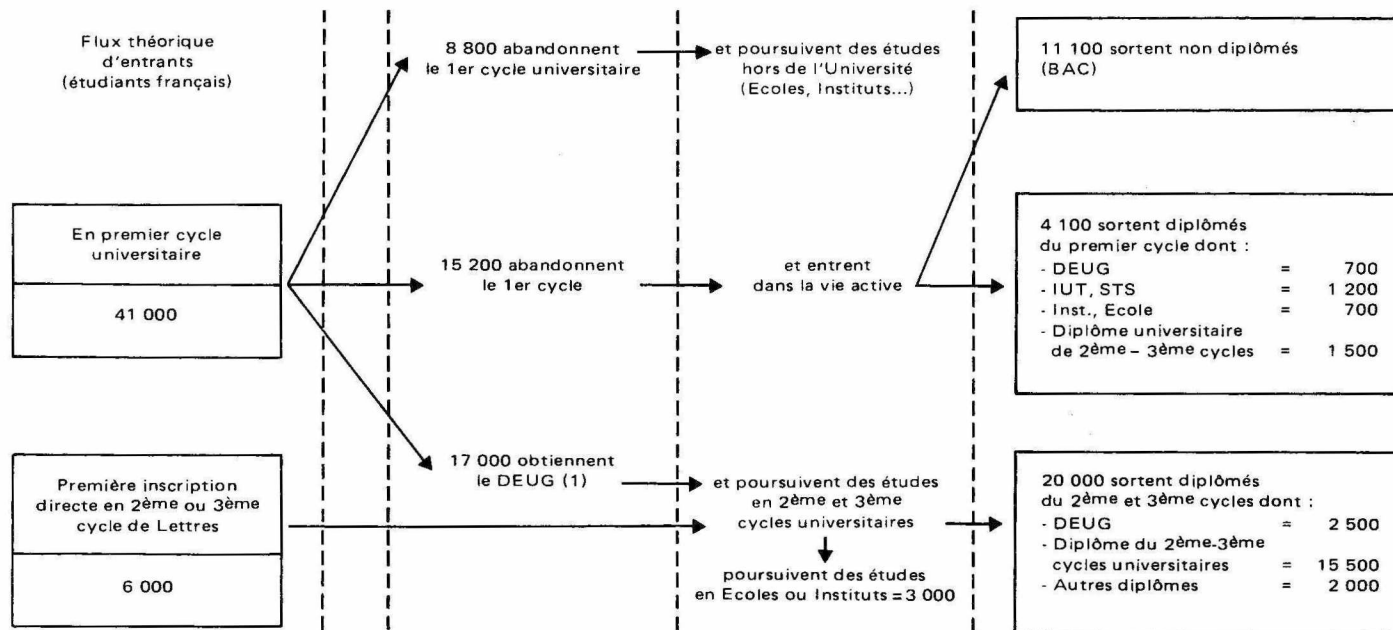 Flux théorique
d'entrants
(étudiants français)
8 800 abandonnent
le 1er cycle universitaire
et poursuivent des études
hors de l'Université
(Ecoles, Instituts...)
11 100 sortent non diplômés
(BAC)
En premier cycle
universitaire
41 000
15 200 abandonnent
le 1er cycle
et entrent
dans la vie active
4 100 sortent diplômés
du premier cycle dont :
- DEUG = 700
- IUT, STS = 1 200
- Inst., Ecole = 700
- Diplôme universitaire
de 2ème – 3ème cycles = 1 500
Première inscription
directe en 2ème ou 3ème
cycle de Lettres
6 000
17 000 obtiennent
le DEUG (1)
et poursuivent des études
en 2ème et 3ème
cycles universitaires
poursuivent des études
en Ecoles ou Instituts = 3 000
20 000 sortent diplômés
du 2ème et 3ème cycles dont :
- DEUG = 2 500
- Diplôme du 2ème-3ème
cycles universitaires = 15 500
- Autres diplômes = 2 000